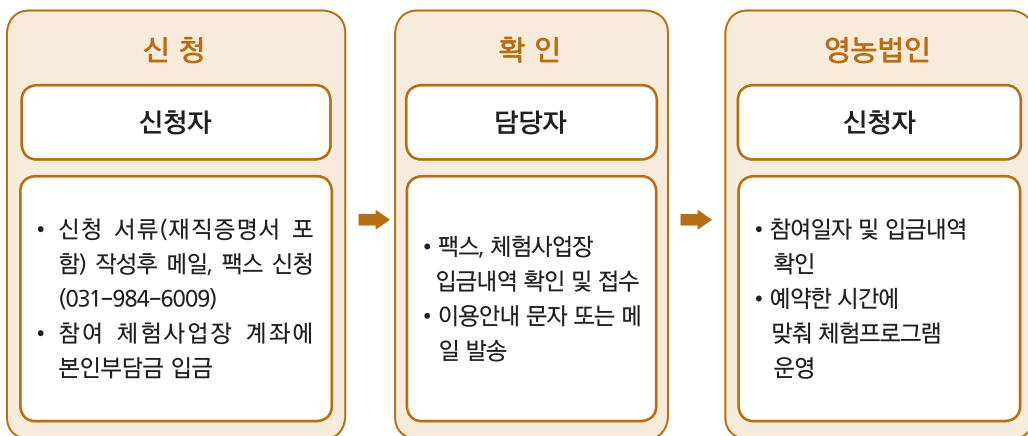 신 청
신청자
• 신청 서류(재직증명서 포
함) 작성후 메일, 팩스 신청
(031-984-6009)
• 참여 체험사업장 계좌에
본인부담금 입금
확 인
담당자
• 팩스, 체험사업장
입금내역 확인 및 접수
• 이용안내 문자 또는 메
일 발송
영농법인
신청자
• 참여일자 및 입금내역
확인
• 예약한 시간에
맞춰 체험프로그램
운영